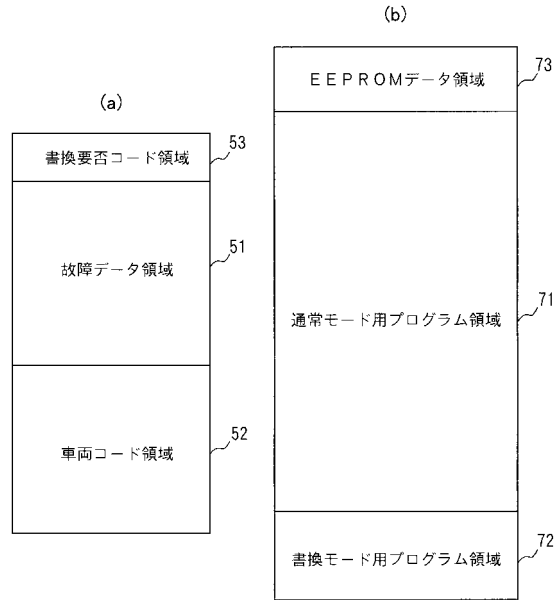 (a)
書換要否コード領域
53
故障データ領域
51
車両コード領域
52
(b)
EEPROMデータ領域
73
通常モード用プログラム領域
71
書換モード用プログラム領域
72